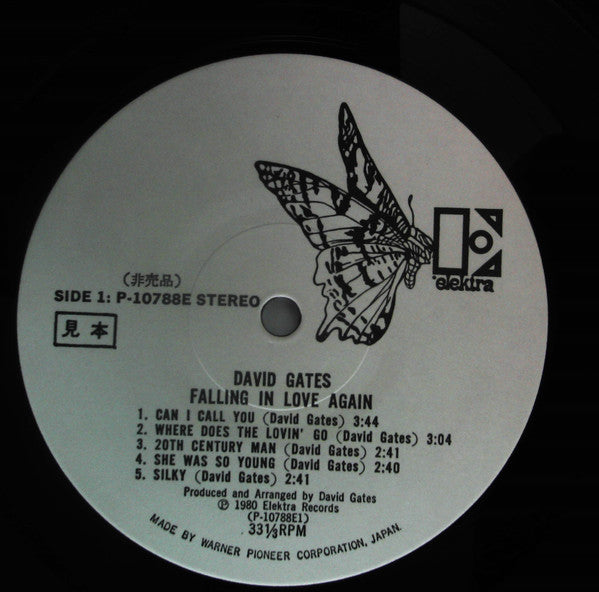 elektra
(非売品)
SIDE 1: P-10788E STEREO
見本
DAVID GATES
FALLING IN LOVE AGAIN
1. CAN I CALL YOU (David Gates) 3:44
2. WHERE DOES THE LOVIN' GO (David Gates) 3:04
3. 20TH CENTURY MAN (David Gates) 2:41
4. SHE WAS SO YOUNG (David Gates) 2:40
5. SILKY (David Gates) 2:41
Produced and Arranged by David Gates
℗ 1980 Elektra Records
(P-10788E1)
33⅓RPM
MADE BY WARNER PIONEER CORPORATION, JAPAN.